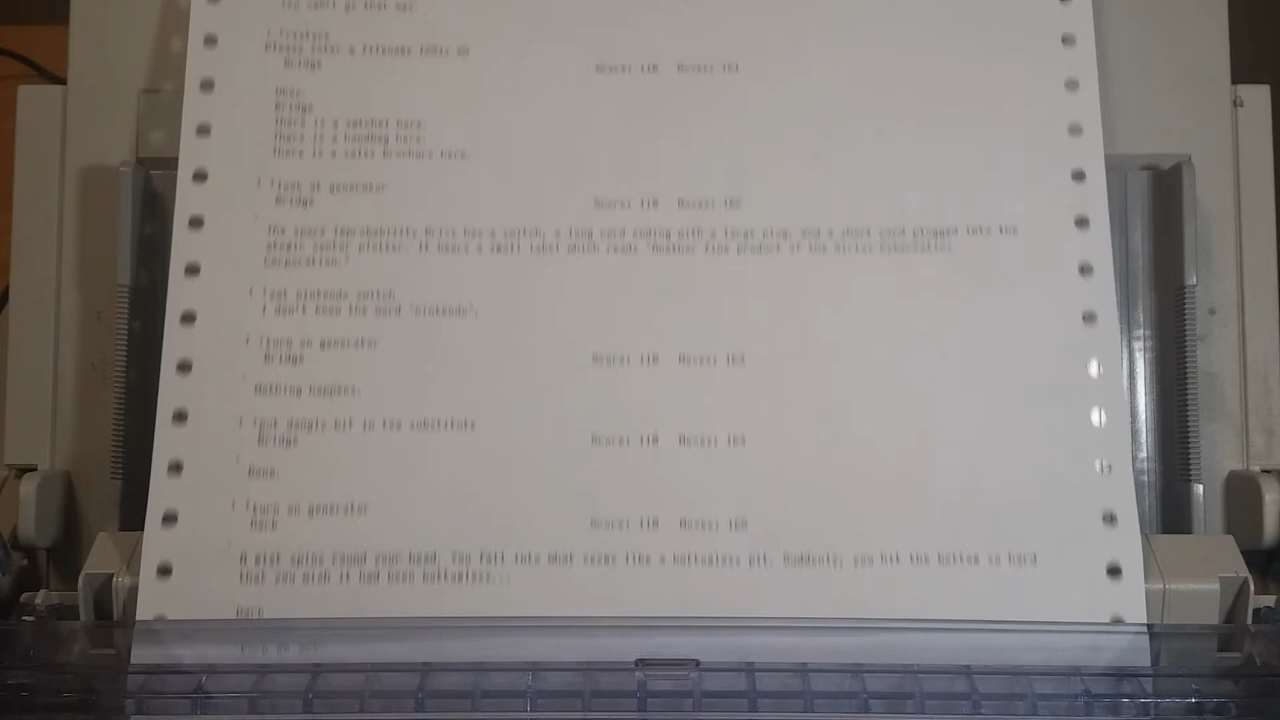 You can't go that way.
>restore
Please enter a filename
Bridge Score: 110 Moves: 161
Okay.
Bridge
There is a satchel here.
There is a handbag here.
There is a sales brochure here.
>look at generator
Bridge Score: 110 Moves: 162
The spare Improbability Drive has a switch, a long cord ending with a large plug, and a short cord plugged into the
atomic vector plotter. It bears a small label which reads "Another fine product of the Sirius Cybernetics
Corporation."
nintendo switch
I don't know the word "nintendo".
>turn on generator
Bridge Score: 110 Moves: 163
Nothing happens.
>put dangly bit in tea substitute
Bridge Score: 110 Moves: 164
Done.
>turn on generator
Dark Score: 110 Moves: 165
A mist spins round your head. You fall into what seems like a bottomless pit. Suddenly, you hit the bottom so hard
that you wish it had been bottomless...
Dark